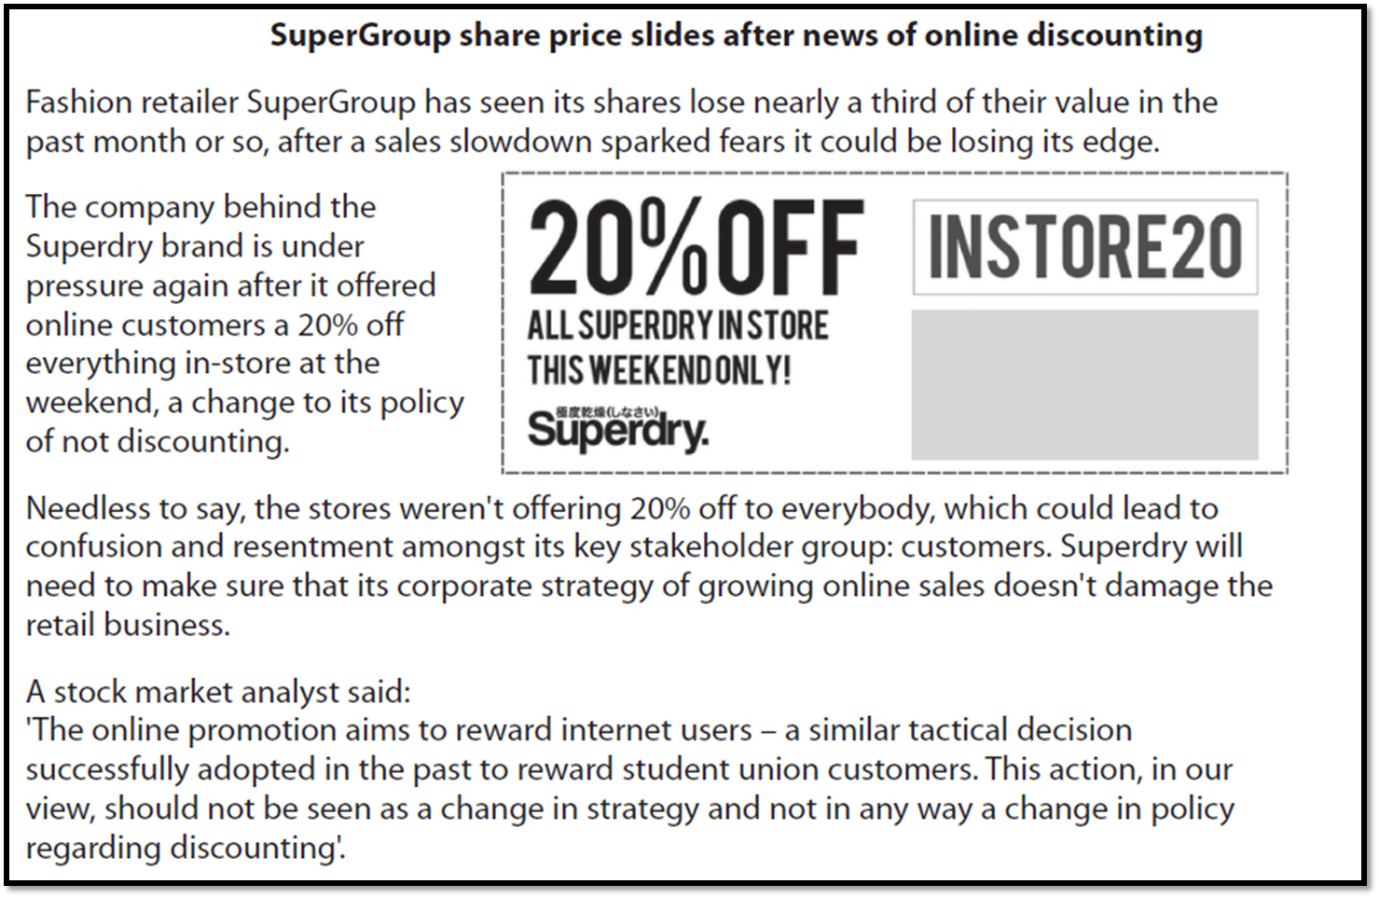 SuperGroup share price slides after news of online discounting
Fashion retailer SuperGroup has seen its shares lose nearly a third of their value in the
past month or so, after a sales slowdown sparked fears it could be losing its edge.
The company behind the
Superdry brand is under
pressure again after it offered
online customers a 20% off
everything in-store at the
weekend, a change to its policy
of not discounting.
20% OFF
ALL SUPERDRY IN STORE
THIS WEEKEND ONLY!
極度乾燥(しなさい)
Superdry.
INSTORE20
Needless to say, the stores weren't offering 20% off to everybody, which could lead to
confusion and resentment amongst its key stakeholder group: customers. Superdry will
need to make sure that its corporate strategy of growing online sales doesn't damage the
retail business.
A stock market analyst said:
'The online promotion aims to reward internet users – a similar tactical decision
successfully adopted in the past to reward student union customers. This action, in our
view, should not be seen as a change in strategy and not in any way a change in policy
regarding discounting'.